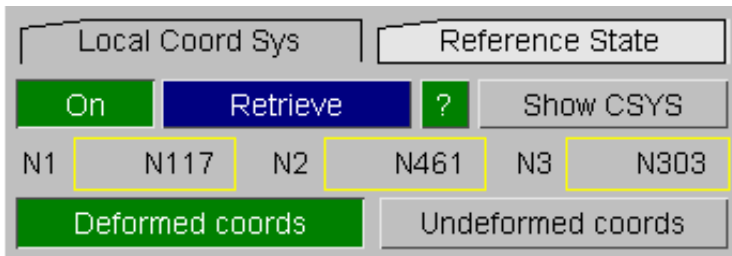 Local Coord Sys Reference State
On Retrieve ? Show CSYS
N1 N117 N2 N461 N3 N303
Deformed coords Undeformed coords